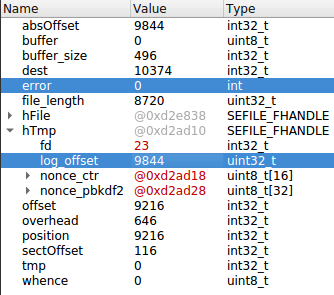 Name Value Type
absOffset 9844 int32_t
buffer 0 uint8_t
buffer_size 496 int32_t
dest 10374 int32_t
error 0 int
file_length 8720 uint32_t
hFile @0xd2e838 SEFILE_FHANDLE
hTmp @0xd2ad10 SEFILE_FHANDLE
fd 23 int32_t
log_offset 9844 uint32_t
nonce_ctr @0xd2ad18 uint8_t[16]
nonce_pbkdf2 @0xd2ad28 uint8_t[32]
offset 9216 int32_t
overhead 646 int32_t
position 9216 int32_t
sectOffset 116 int32_t
tmp 0 int32_t
whence 0 uint8_t